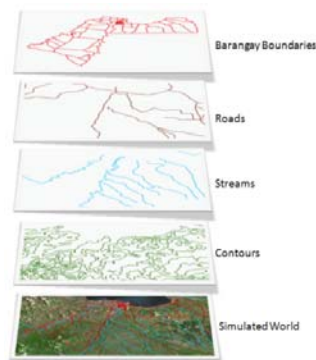 Barangay Boundaries
Roads
Streams
Contours
Simulated World